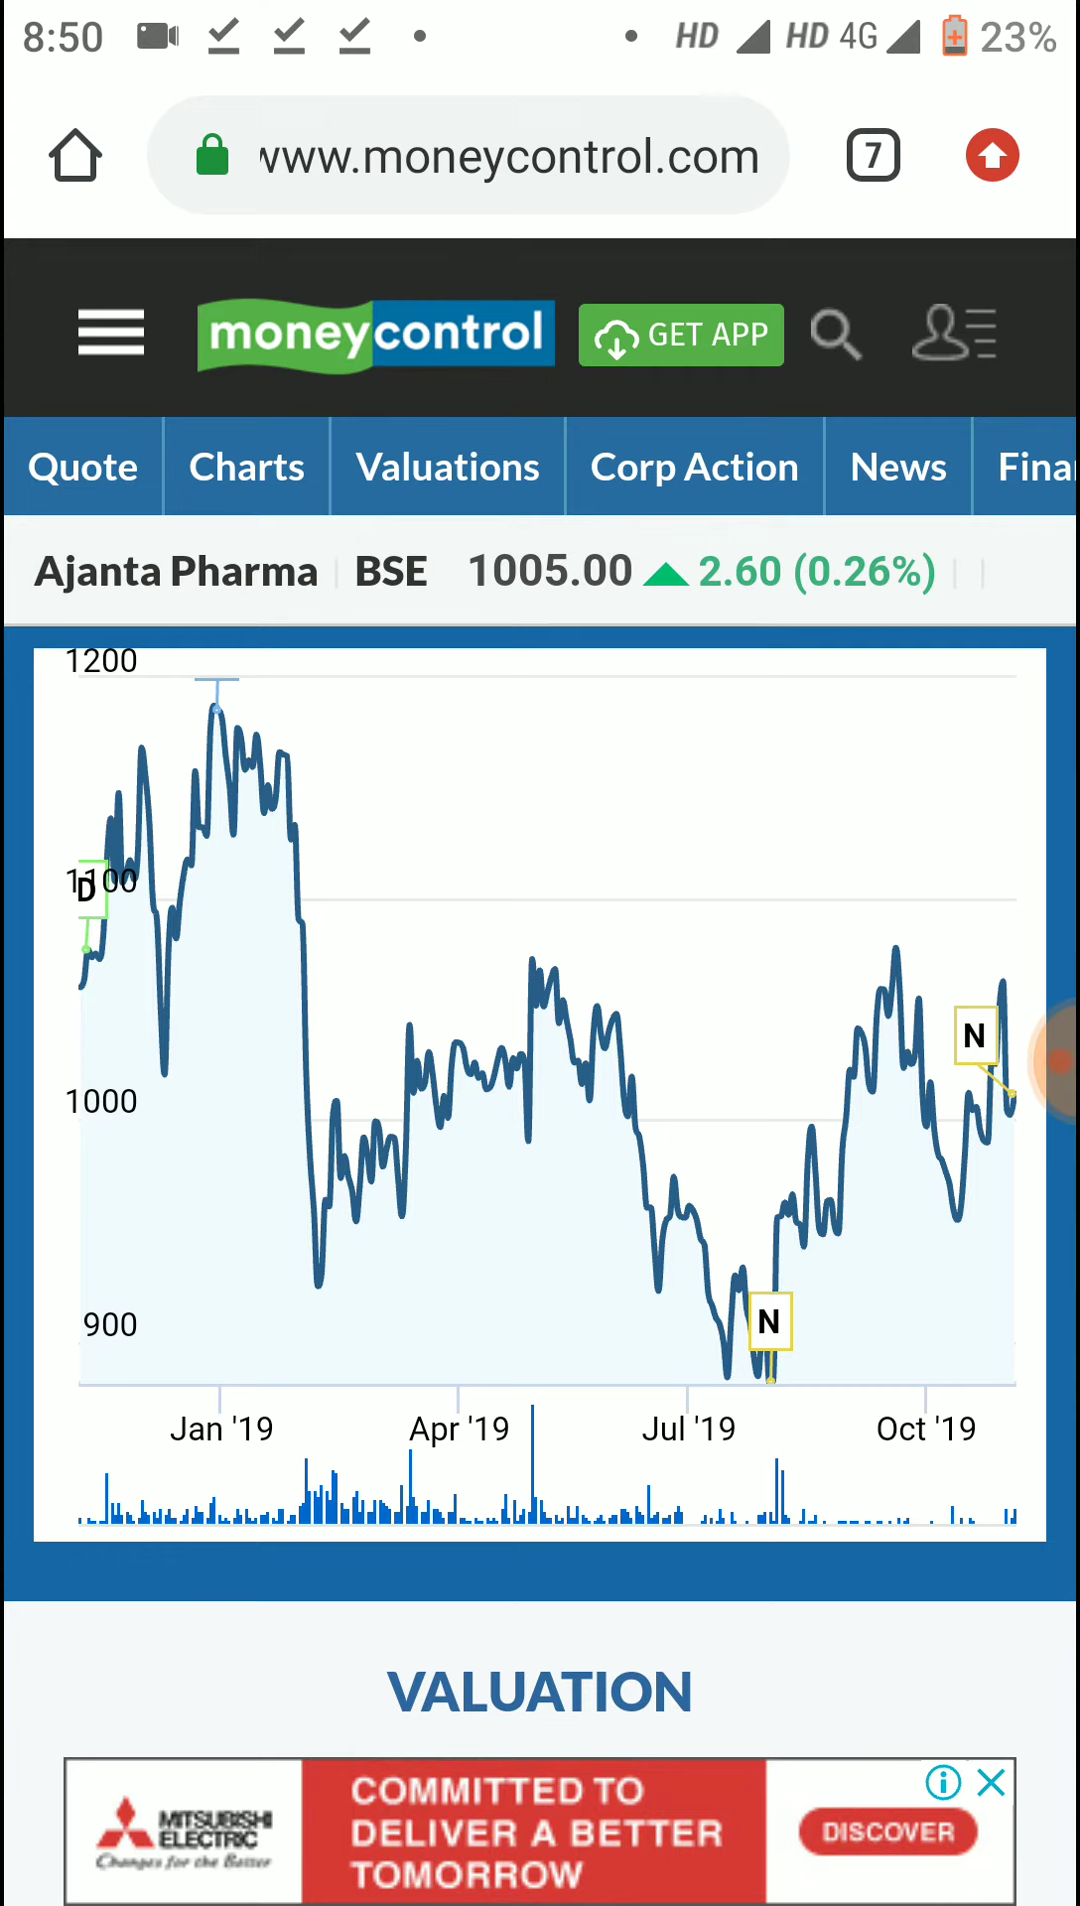 8:50 HD HD 4G 23%
www.moneycontrol.com 7
moneycontrol GET APP
Quote Charts Valuations Corp Action News Fina
Ajanta Pharma BSE 1005.00 2.60 (0.26%)
1200
1100
D
1000
N
900
N
Jan '19 Apr '19 Jul '19 Oct '19
VALUATION
MITSUBISHI
ELECTRIC
Changes for the Better
COMMITTED TO
DELIVER A BETTER
TOMORROW
DISCOVER